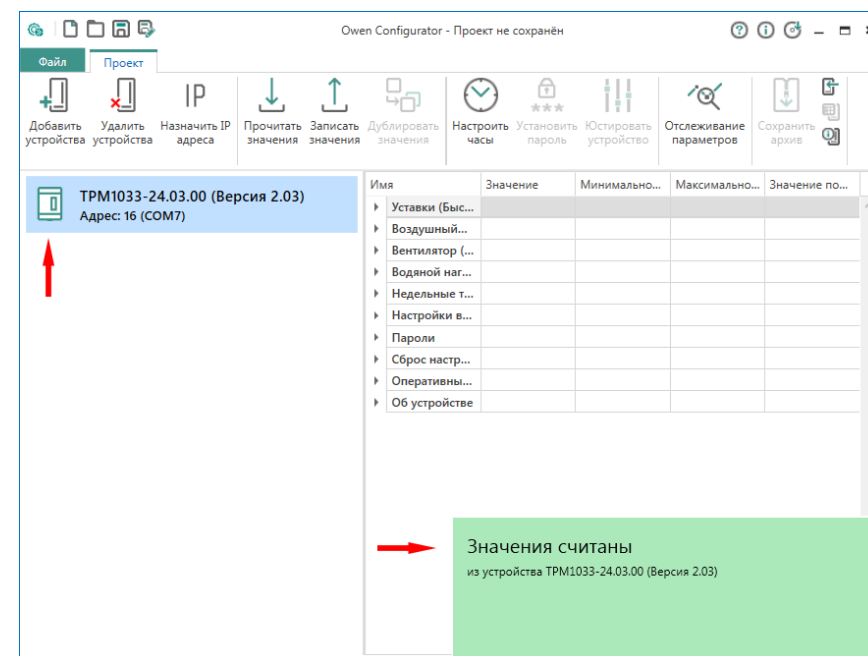 Owen Configurator - Проект не сохранён
Файл
Проект
Добавить устройства
Удалить устройства
Назначить IP адреса
Прочитать значения
Записать значения
Дублировать значения
Настроить часы
Установить пароль
Юстировать устройство
Отслеживание параметров
Сохранить архив
ТРМ1033-24.03.00 (Версия 2.03)
Адрес: 16 (COM7)
Имя
Значение
Минимально...
Максимально...
Значение по...
Уставки (Быс...
Воздушный...
Вентилятор (...
Водяной наг...
Недельные т...
Настройки в...
Пароли
Сброс настр...
Оперативны...
Об устройстве
Значения считаны
из устройства ТРМ1033-24.03.00 (Версия 2.03)